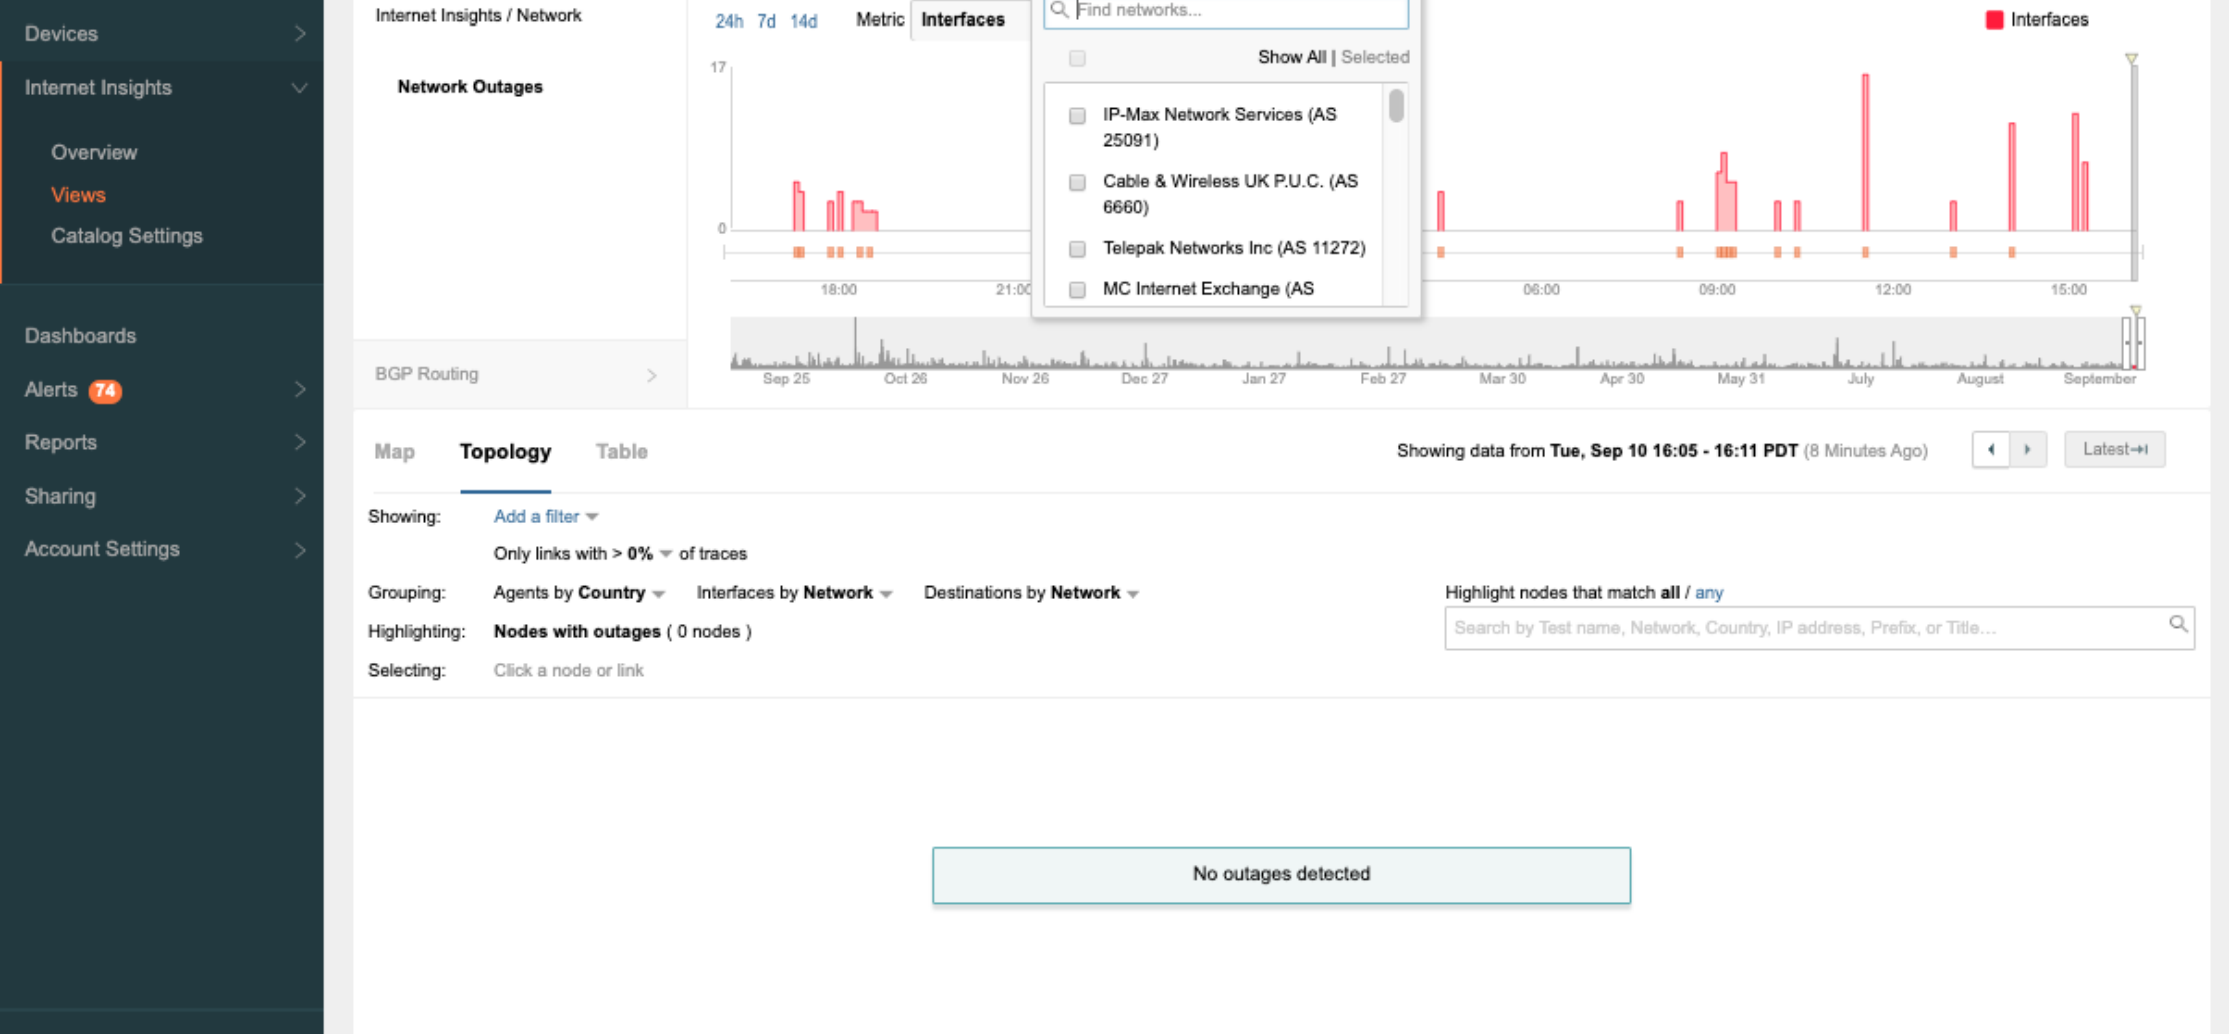 Devices
Internet Insights
Overview
Views
Catalog Settings
Dashboards
Alerts 74
Reports
Sharing
Account Settings
Internet Insights / Network
Network Outages
BGP Routing
24h 7d 14d Metric Interfaces
Find networks...
Show All | Selected
IP-Max Network Services (AS
25091)
Cable & Wireless UK P.U.C. (AS
6660)
Telepak Networks Inc (AS 11272)
MC Internet Exchange (AS
Interfaces
17
0
18:00 21:00 06:00 09:00 12:00 15:00
Sep 25 Oct 26 Nov 26 Dec 27 Jan 27 Feb 27 Mar 30 Apr 30 May 31 July August September
Map Topology Table
Showing data from Tue, Sep 10 16:05 - 16:11 PDT (8 Minutes Ago)
Latest
Showing: Add a filter
Only links with > 0% of traces
Grouping: Agents by Country Interfaces by Network Destinations by Network
Highlighting: Nodes with outages ( 0 nodes )
Selecting: Click a node or link
Highlight nodes that match all / any
Search by Test name, Network, Country, IP address, Prefix, or Title...
No outages detected